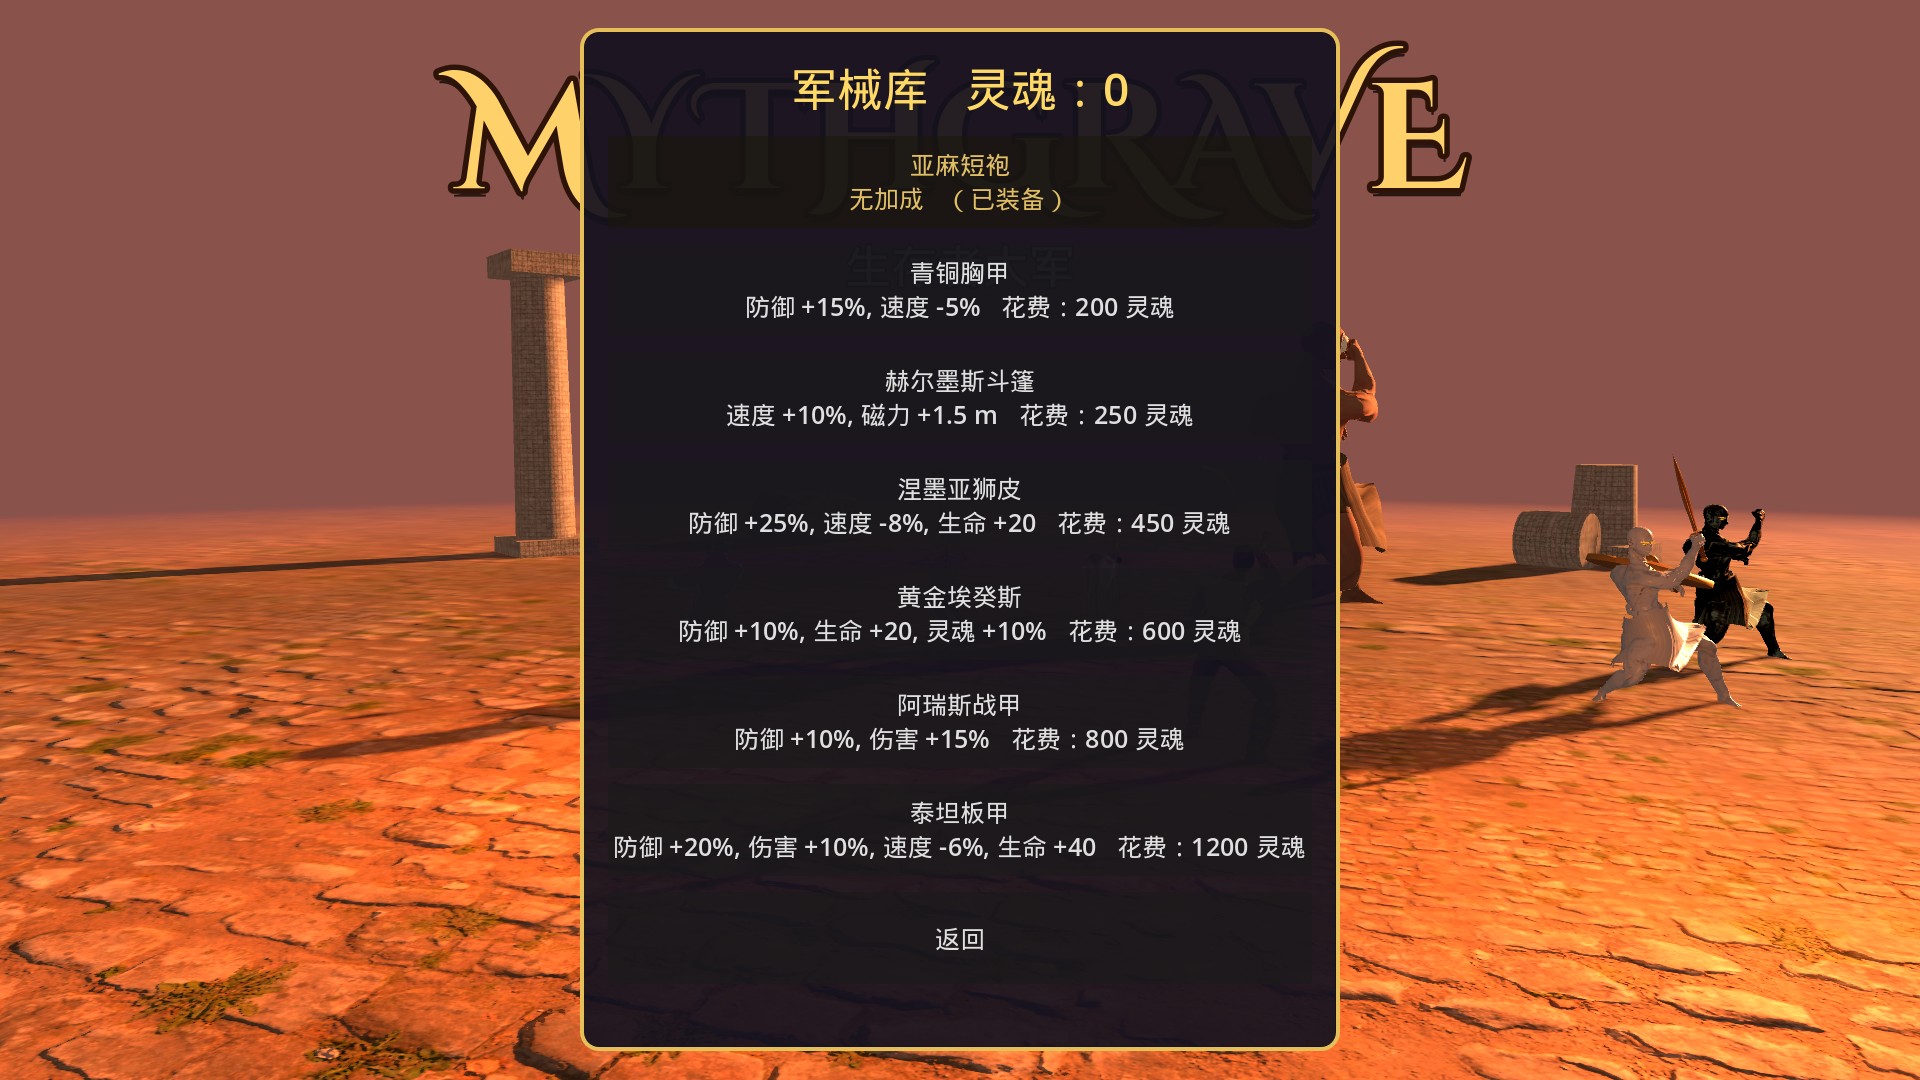 MYTHGRAVE
军械库 灵魂：0
亚麻短袍
无加成 （已装备）
青铜胸甲
防御 +15%, 速度 -5% 花费：200 灵魂
赫尔墨斯斗篷
速度 +10%, 磁力 +1.5 m 花费：250 灵魂
涅墨亚狮皮
防御 +25%, 速度 -8%, 生命 +20 花费：450 灵魂
黄金埃癸斯
防御 +10%, 生命 +20, 灵魂 +10% 花费：600 灵魂
阿瑞斯战甲
防御 +10%, 伤害 +15% 花费：800 灵魂
泰坦板甲
防御 +20%, 伤害 +10%, 速度 -6%, 生命 +40 花费：1200 灵魂
返回